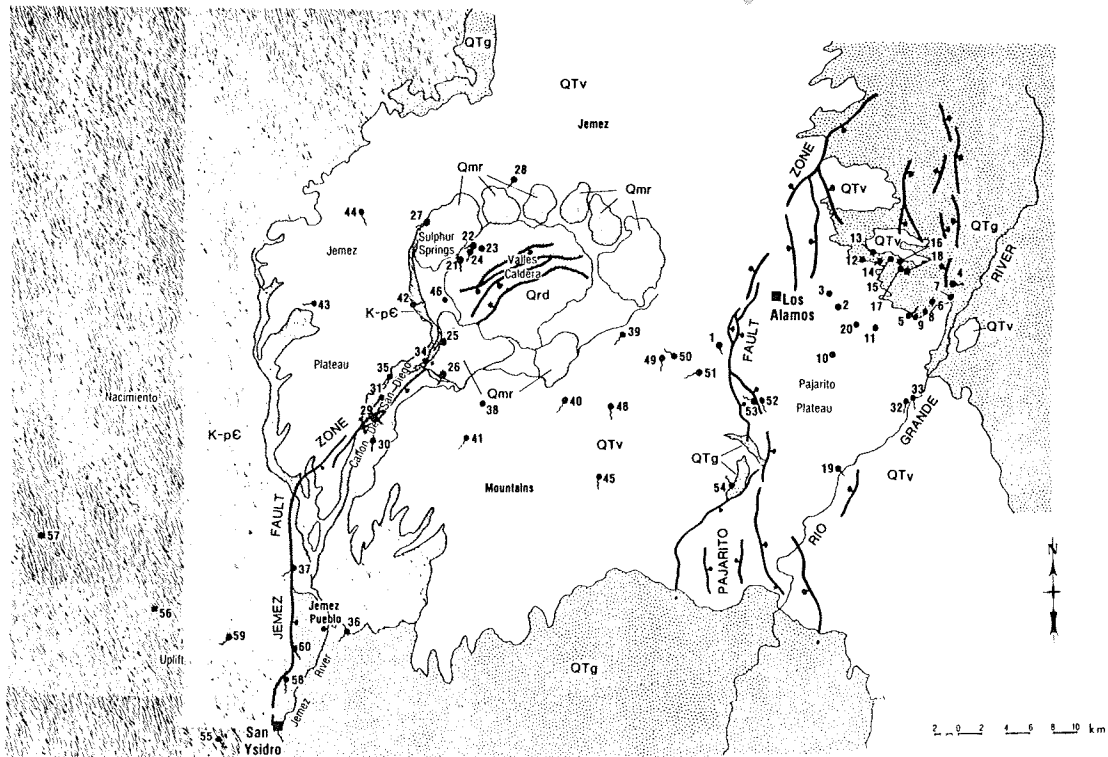 QTg
QTv
Jemez
Qmr
28
Qmr
ZONE
QTv
QTg
44
27
Sulphur
Springs
22
23
24
21
Valles
Caldera
Jemez
13
QTv
16
12
18
14
15
RIVER
4
7
6
43
42
46
Qrd
K-p€
3
2
Los
Alamos
17
5
8
9
QTv
20
11
25
39
1
FAULT
34
49
50
10
Plateau
35
26
51
Pajarito
Plateau
31
San Diego
Cañon De
Nacimiento
29
38
Qmr
40
48
53
52
33
32
GRANDE
K-p€
ZONE
30
41
QTv
QTg
19
QTv
45
54
Mountains
FAULT
57
RIO
PAJARITO
N
37
56
JEMEZ
Jemez
Pueblo
36
59
Uplift
60
QTg
River
58
Jemez
San
Ysidro
55
2 0 2 4 6 8 10 km